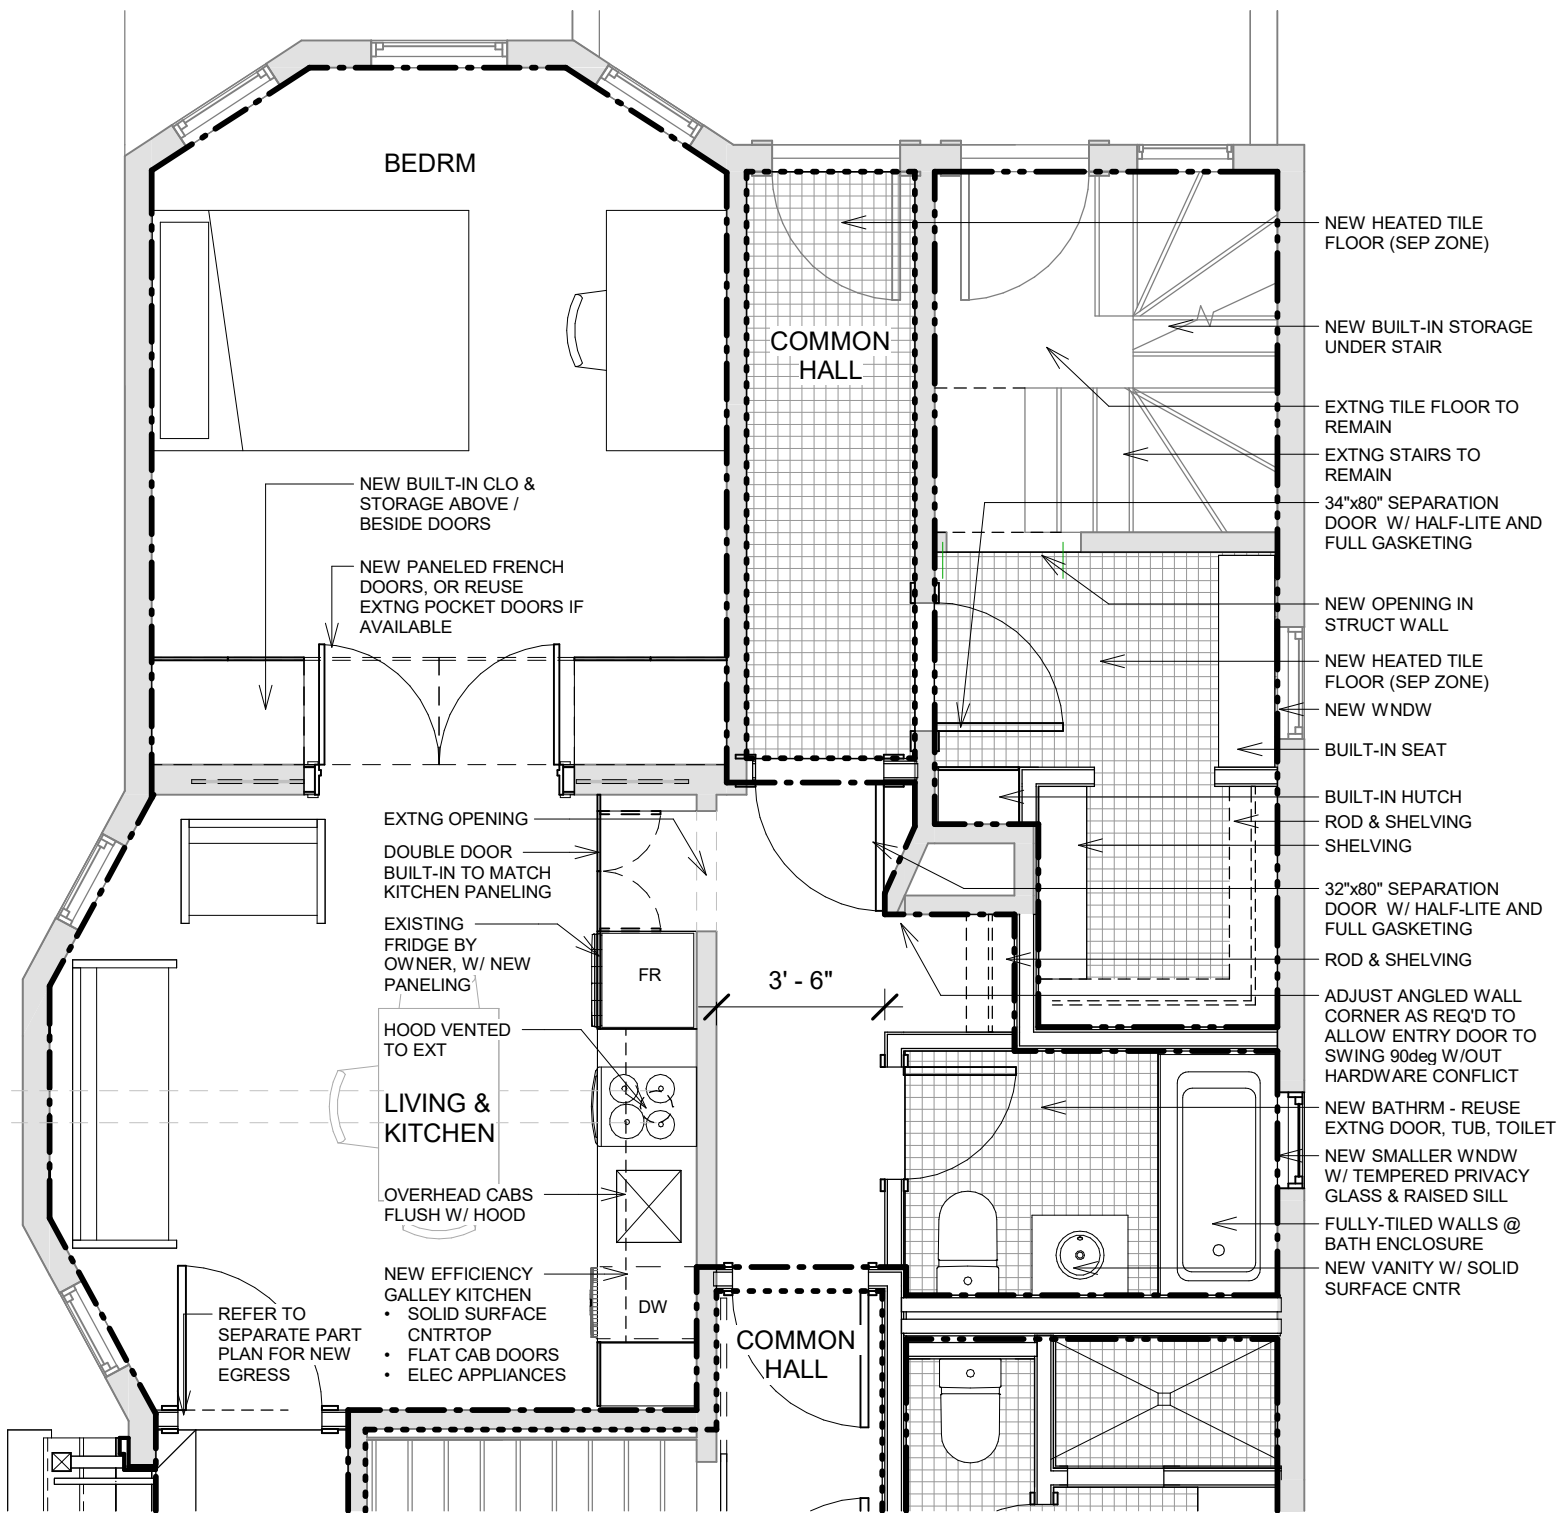 BEDRM
COMMON
HALL
NEW BUILT-IN CLO &
STORAGE ABOVE /
BESIDE DOORS
NEW PANELED FRENCH
DOORS, OR REUSE
EXTNG POCKET DOORS IF
AVAILABLE
EXTNG OPENING
DOUBLE DOOR
BUILT-IN TO MATCH
KITCHEN PANELING
EXISTING
FRIDGE BY
OWNER, W/ NEW
PANELING
FR
3' - 6"
HOOD VENTED
TO EXT
LIVING &
KITCHEN
OVERHEAD CABS
FLUSH W/ HOOD
NEW EFFICIENCY
GALLEY KITCHEN
• SOLID SURFACE
CNTRTOP
• FLAT CAB DOORS
• ELEC APPLIANCES
DW
REFER TO
SEPARATE PART
PLAN FOR NEW
EGRESS
COMMON
HALL
NEW HEATED TILE
FLOOR (SEP ZONE)
NEW BUILT-IN STORAGE
UNDER STAIR
EXTNG TILE FLOOR TO
REMAIN
EXTNG STAIRS TO
REMAIN
34"x80" SEPARATION
DOOR W/ HALF-LITE AND
FULL GASKETING
NEW OPENING IN
STRUCT WALL
NEW HEATED TILE
FLOOR (SEP ZONE)
NEW WNDW
BUILT-IN SEAT
BUILT-IN HUTCH
ROD & SHELVING
SHELVING
32"x80" SEPARATION
DOOR W/ HALF-LITE AND
FULL GASKETING
ROD & SHELVING
ADJUST ANGLED WALL
CORNER AS REQ'D TO
ALLOW ENTRY DOOR TO
SWING 90deg W/OUT
HARDWARE CONFLICT
NEW BATHRM - REUSE
EXTNG DOOR, TUB, TOILET
NEW SMALLER WNDW
W/ TEMPERED PRIVACY
GLASS & RAISED SILL
FULLY-TILED WALLS @
BATH ENCLOSURE
NEW VANITY W/ SOLID
SURFACE CNTR